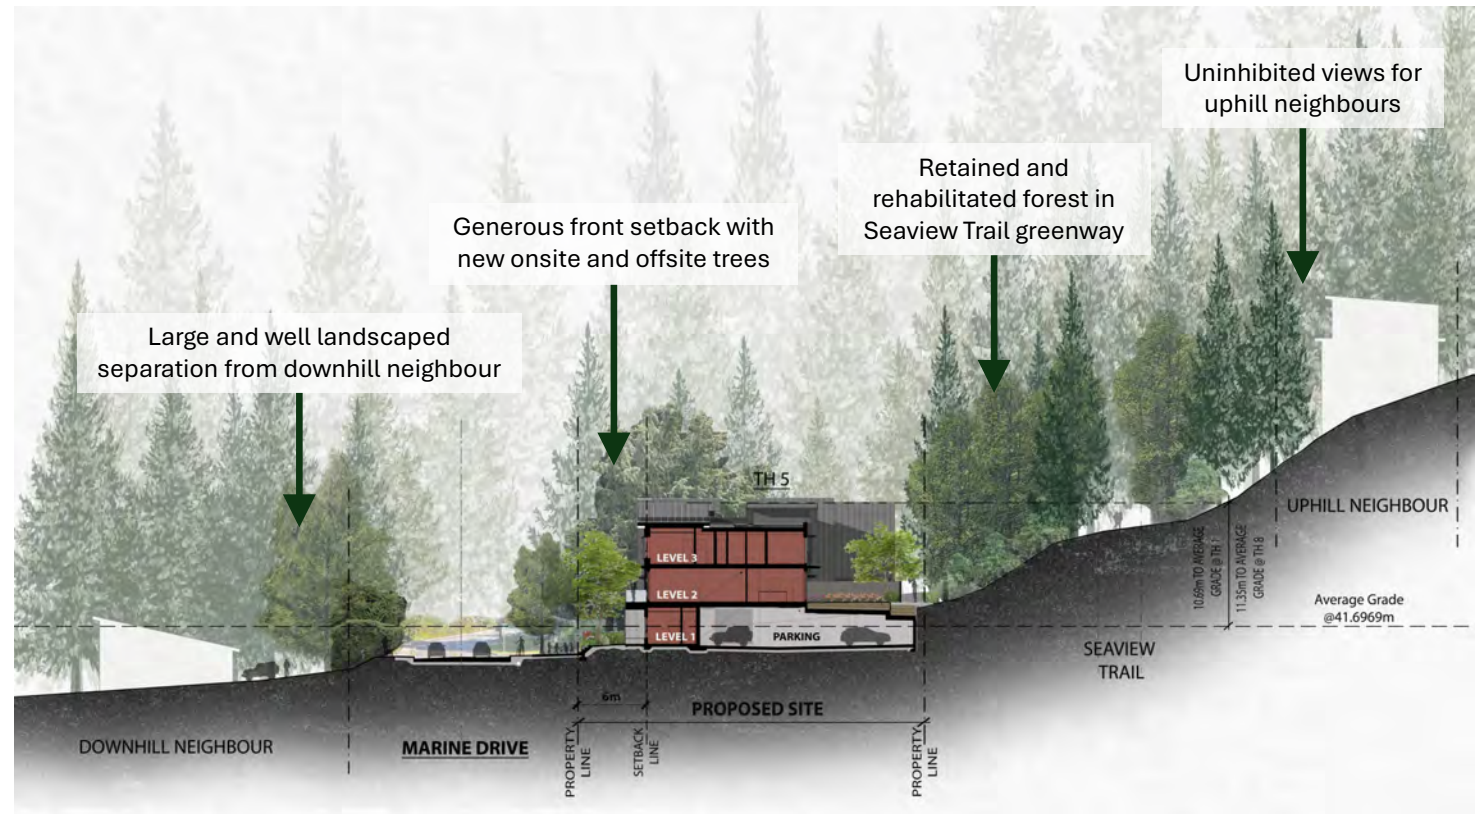 Uninhibited views for
uphill neighbours
Retained and
rehabilitated forest in
Seaview Trail greenway
Generous front setback with
new onsite and offsite trees
Large and well landscaped
separation from downhill neighbour
TH 5
LEVEL 3
LEVEL 2
LEVEL 1
PARKING
UPHILL NEIGHBOUR
10.69m TO AVERAGE
GRADE @ TH 7
11.35m TO AVERAGE
GRADE @ TH 8
Average Grade
@41.6969m
SEAVIEW
TRAIL
6m
PROPOSED SITE
DOWNHILL NEIGHBOUR
MARINE DRIVE
PROPERTY
LINE
SETBACK
LINE
PROPERTY
LINE